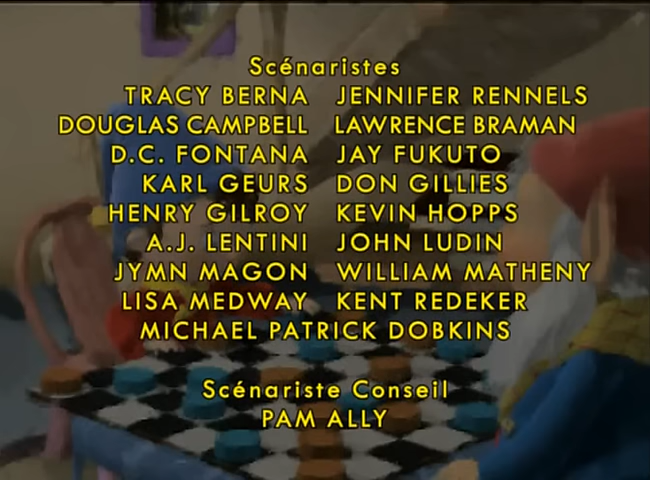 Scénaristes
TRACY BERNA JENNIFER RENNELS
DOUGLAS CAMPBELL LAWRENCE BRAMAN
D.C. FONTANA JAY FUKUTO
KARL GEURS DON GILLIES
HENRY GILROY KEVIN HOPPS
A.J. LENTINI JOHN LUDIN
JYMN MAGON WILLIAM MATHENY
LISA MEDWAY KENT REDEKER
MICHAEL PATRICK DOBKINS
Scénariste Conseil
PAM ALLY